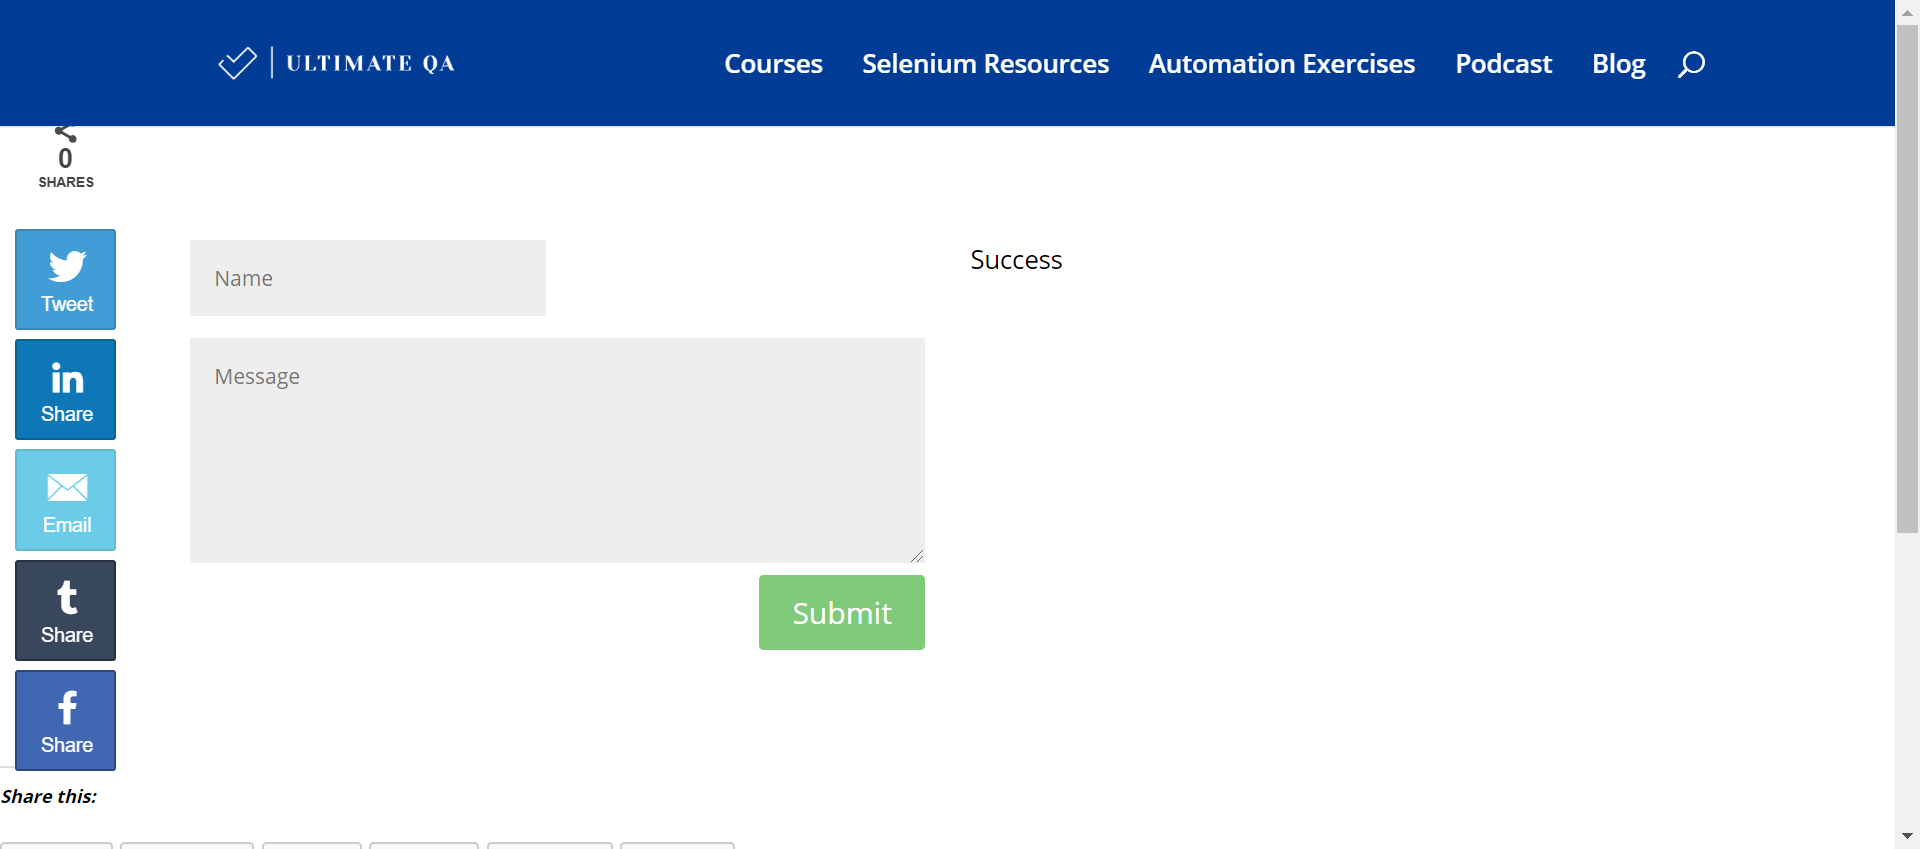 ULTIMATE QA
Courses Selenium Resources Automation Exercises Podcast Blog
0
SHARES
Tweet
Share
Email
Share
Share
Name
Message
Submit
Success
Share this: